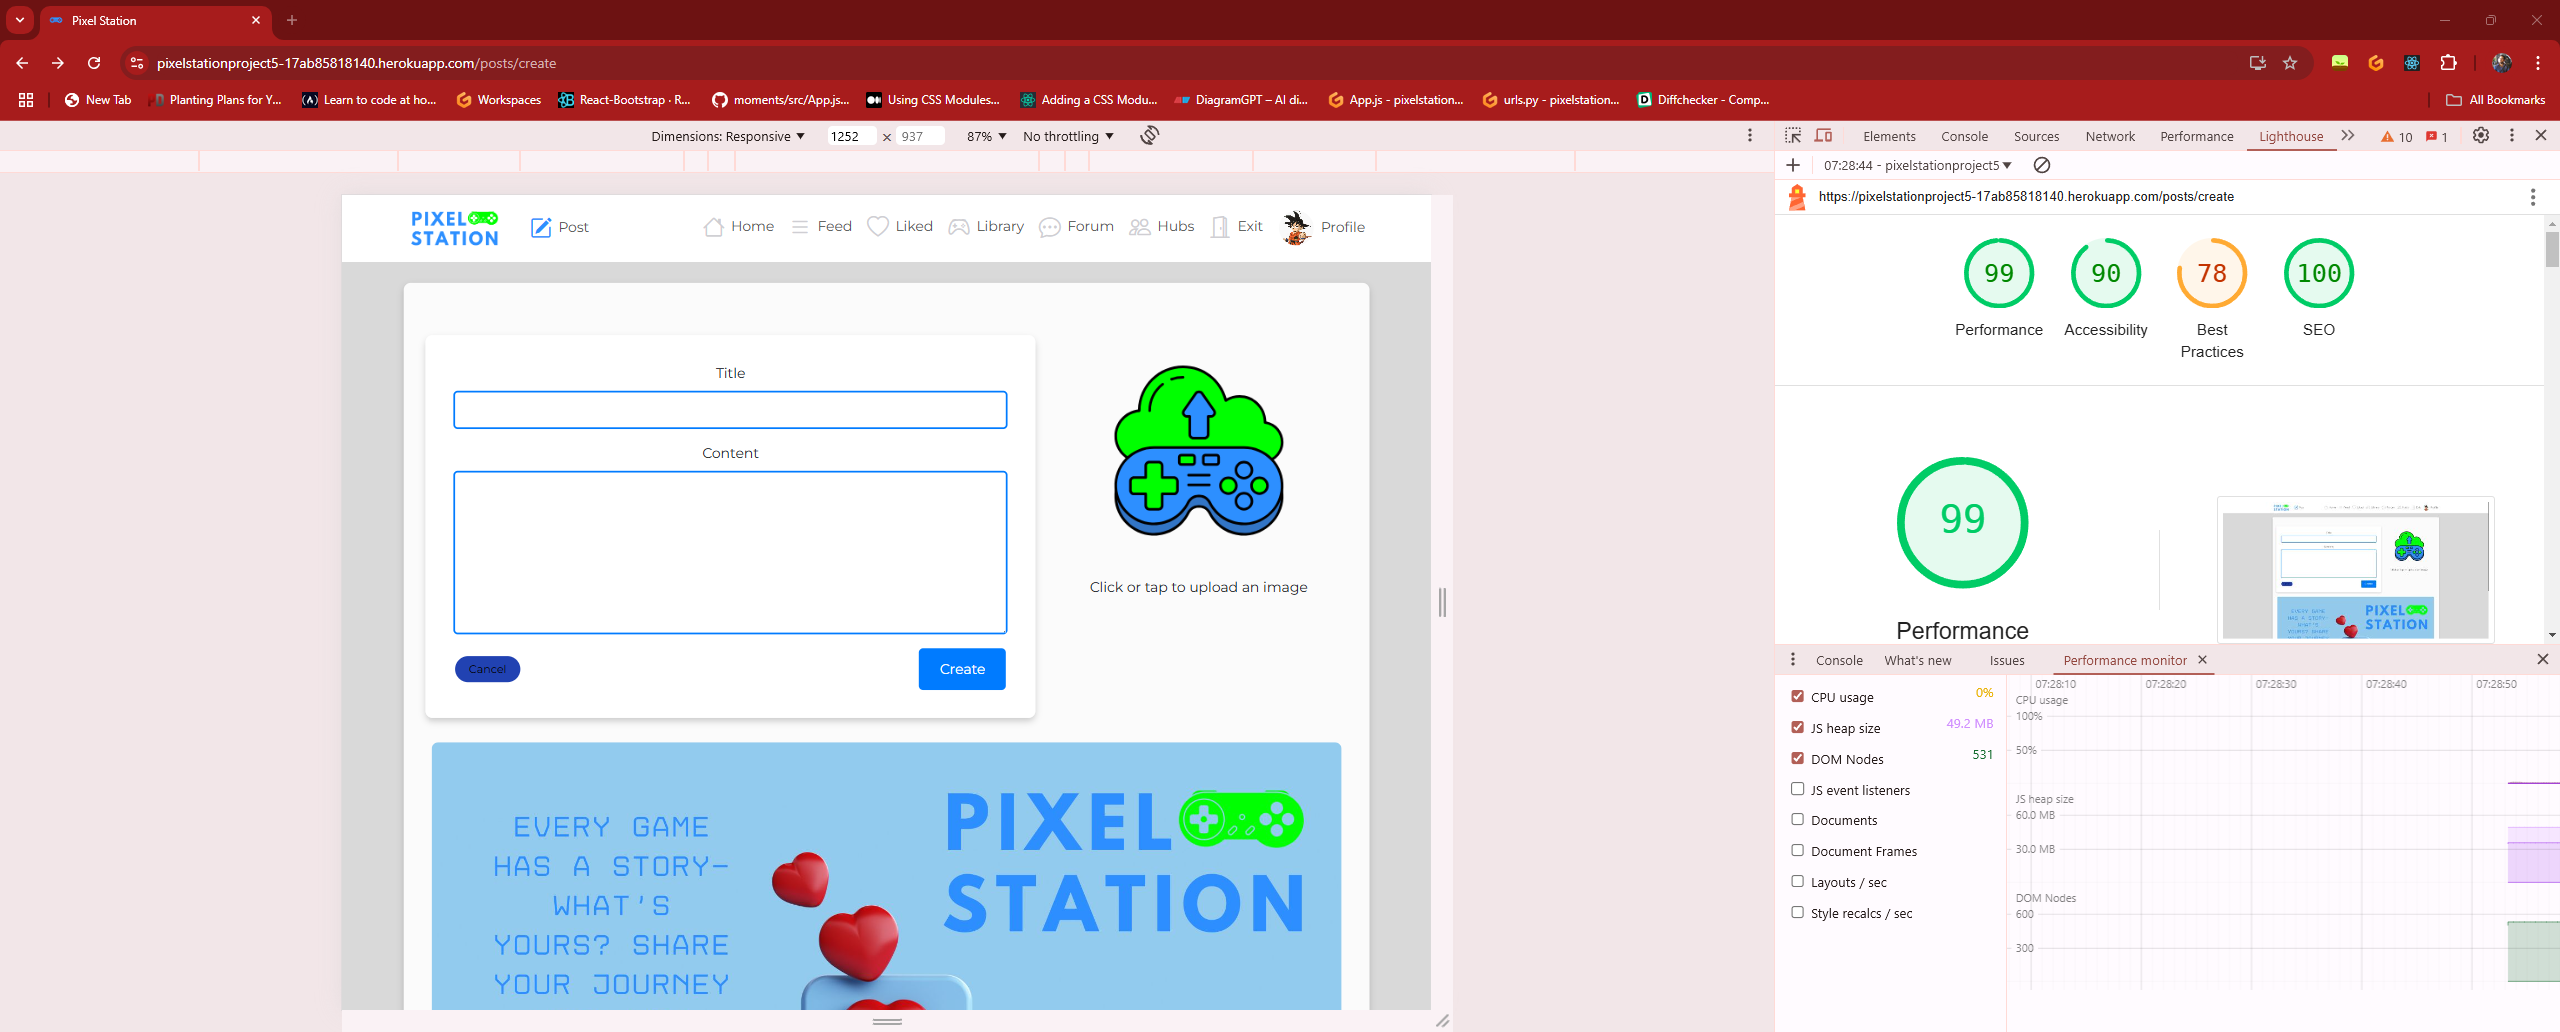 Pixel Station
pixelstationproject5-17ab85818140.herokuapp.com/posts/create
New Tab
Planting Plans for Y...
Learn to code at ho...
Workspaces
React-Bootstrap · R...
moments/src/App.js...
Using CSS Modules...
Adding a CSS Modu...
DiagramGPT – AI di...
App.js - pixelstation...
urls.py - pixelstation...
Diffchecker - Comp...
All Bookmarks
Dimensions: Responsive
1252 × 937
87%
No throttling
Elements
Console
Sources
Network
Performance
Lighthouse
10
1
07:28:44 - pixelstationproject5
https://pixelstationproject5-17ab85818140.herokuapp.com/posts/create
PIXEL
STATION
Post
Home
Feed
Liked
Library
Forum
Hubs
Exit
Profile
Title
Content
Cancel
Create
Click or tap to upload an image
EVERY GAME
HAS A STORY—
WHAT'S
YOURS? SHARE
YOUR JOURNEY
PIXEL
STATION
99
Performance
90
Accessibility
78
Best
Practices
100
SEO
99
Performance
PIXEL
STATION
PIXEL
STATION
Console
What's new
Issues
Performance monitor
CPU usage
0%
JS heap size
49.2 MB
DOM Nodes
531
JS event listeners
Documents
Document Frames
Layouts / sec
Style recalcs / sec
07:28:10
07:28:20
07:28:30
07:28:40
07:28:50
CPU usage
100%
50%
JS heap size
60.0 MB
30.0 MB
DOM Nodes
600
300